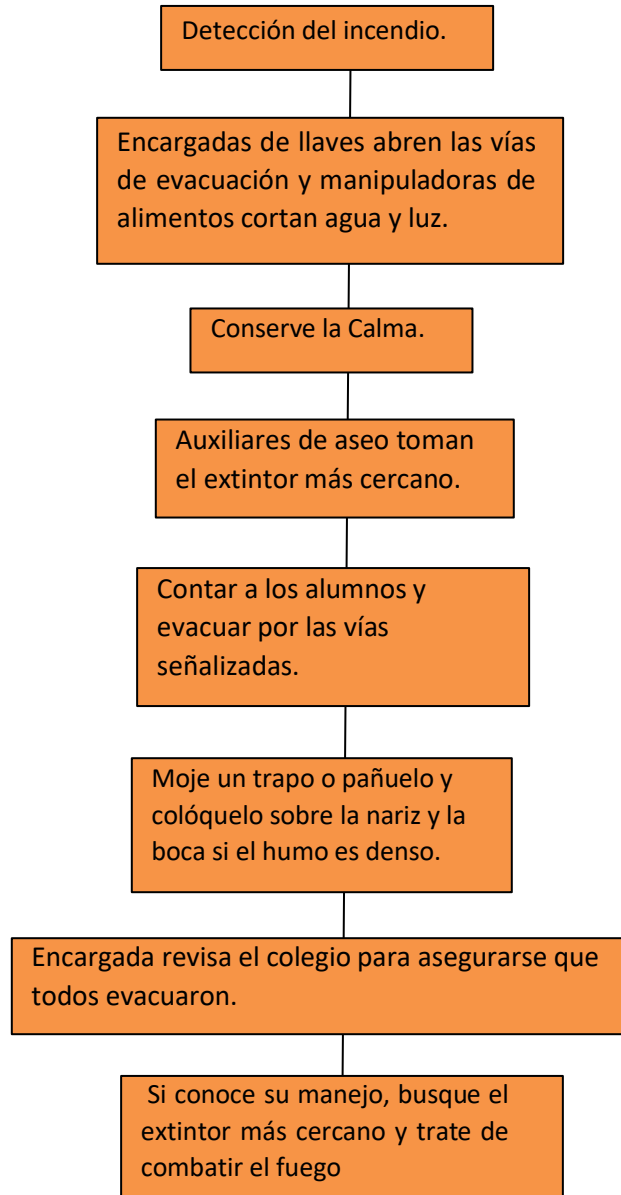 Detección del incendio.
Encargadas de llaves abren las vías
de evacuación y manipuladoras de
alimentos cortan agua y luz.
Conserve la Calma.
Auxiliares de aseo toman
el extintor más cercano.
Contar a los alumnos y
evacuar por las vías
señalizadas.
Moje un trapo o pañuelo y
colóquelo sobre la nariz y la
boca si el humo es denso.
Encargada revisa el colegio para asegurarse que
todos evacuaron.
Si conoce su manejo, busque el
extintor más cercano y trate de
combatir el fuego